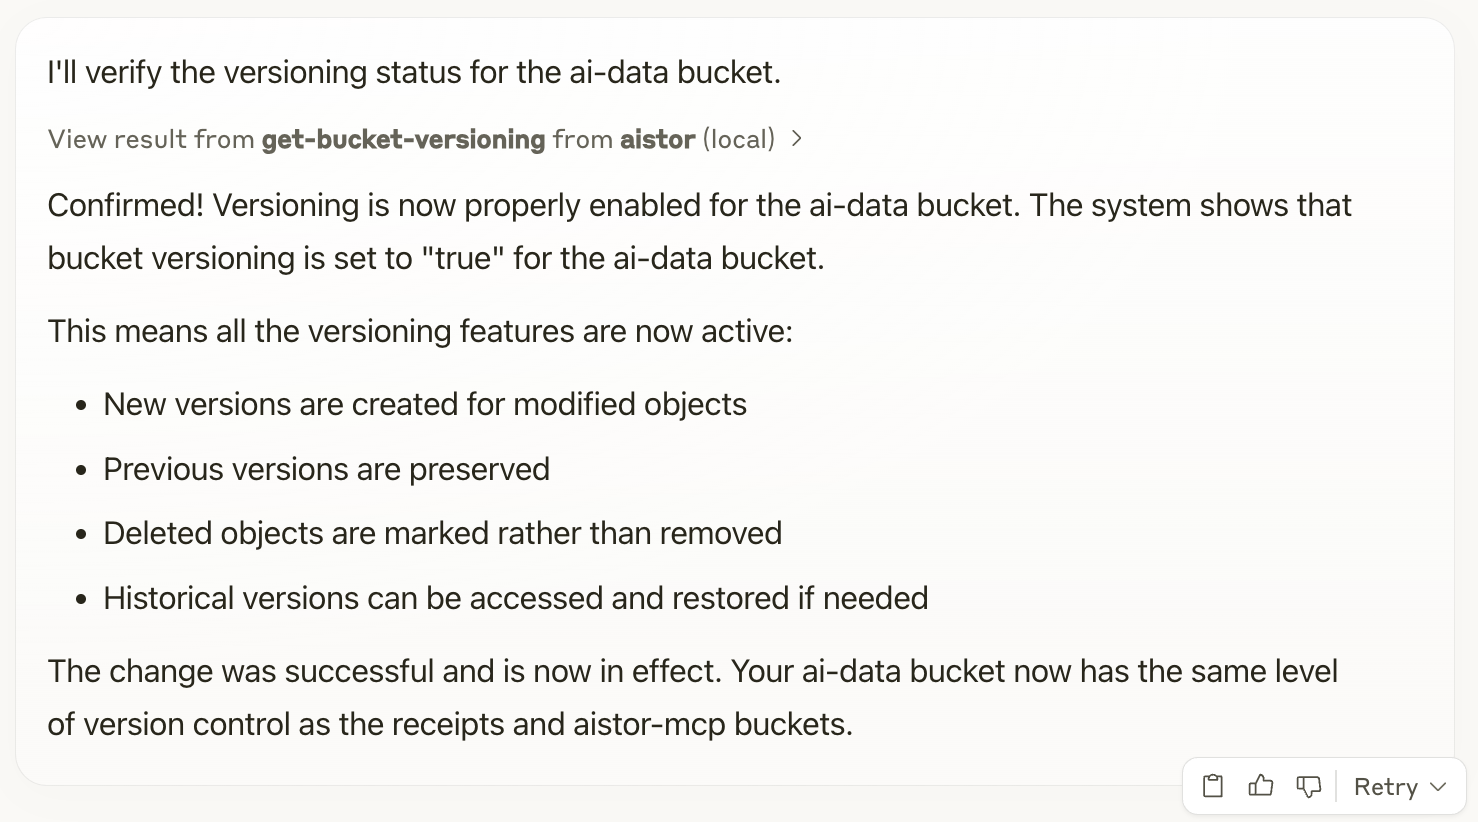 I'll verify the versioning status for the ai-data bucket.
View result from get-bucket-versioning from aistor (local)
Confirmed! Versioning is now properly enabled for the ai-data bucket. The system shows that
bucket versioning is set to "true" for the ai-data bucket.
This means all the versioning features are now active:
• New versions are created for modified objects
• Previous versions are preserved
• Deleted objects are marked rather than removed
• Historical versions can be accessed and restored if needed
The change was successful and is now in effect. Your ai-data bucket now has the same level
of version control as the receipts and aistor-mcp buckets.
Retry